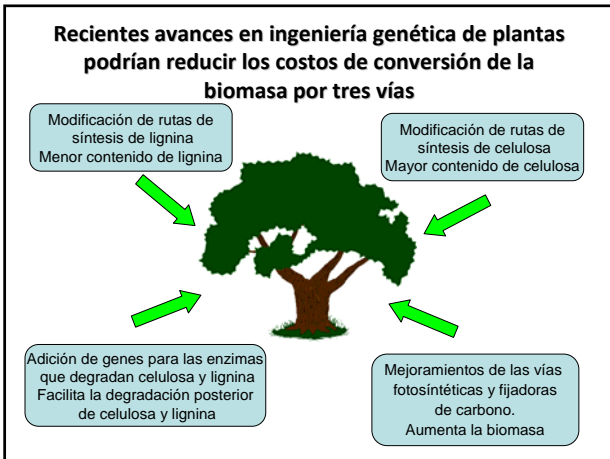 Recientes avances en ingeniería genética de plantas
podrían reducir los costos de conversión de la
biomasa por tres vías
Modificación de rutas de
síntesis de lignina
Menor contenido de lignina
Modificación de rutas de
síntesis de celulosa
Mayor contenido de celulosa
Adición de genes para las enzimas
que degradan celulosa y lignina
Facilita la degradación posterior
de celulosa y lignina
Mejoramientos de las vías
fotosíntéticas y fijadoras
de carbono.
Aumenta la biomasa